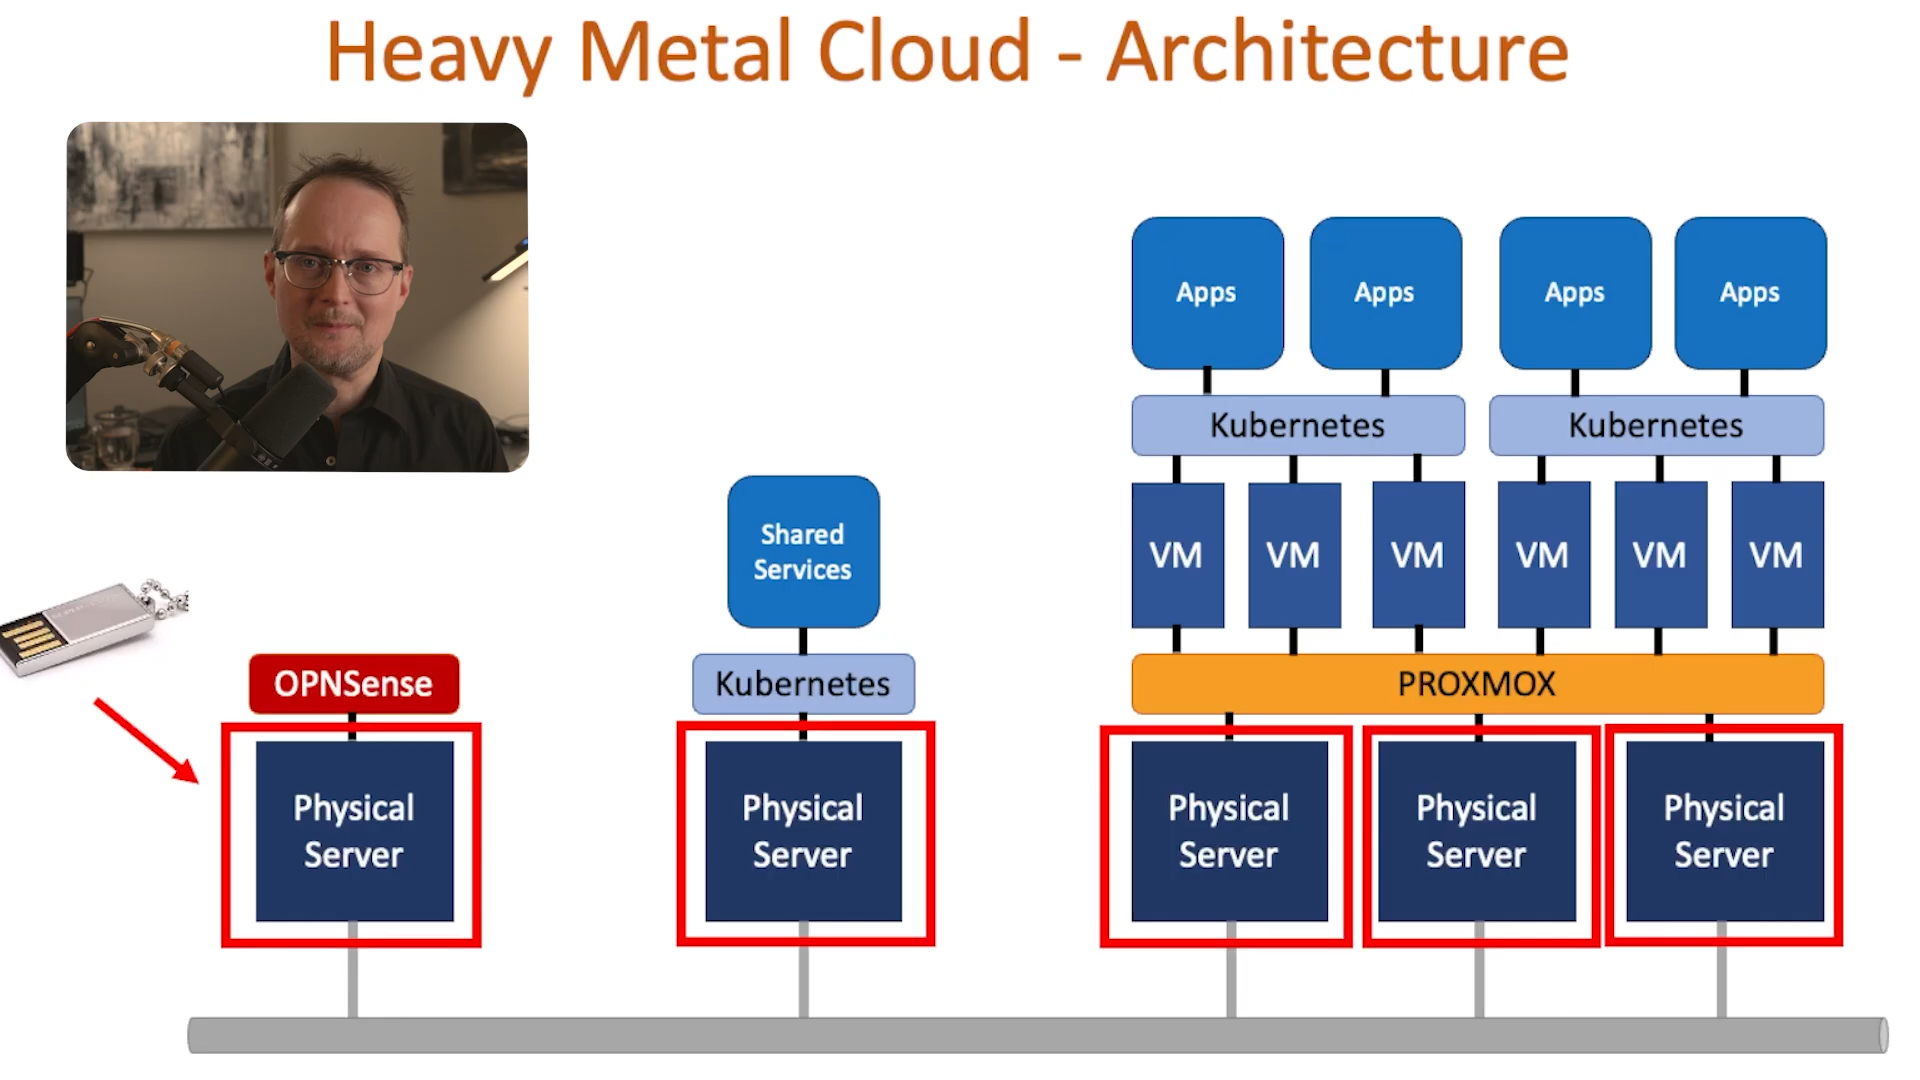 Heavy Metal Cloud - Architecture
Apps
Apps
Apps
Apps
Kubernetes
Kubernetes
Shared
Services
VM
VM
VM
VM
VM
VM
OPNSense
Kubernetes
PROXMOX
Physical
Server
Physical
Server
Physical
Server
Physical
Server
Physical
Server